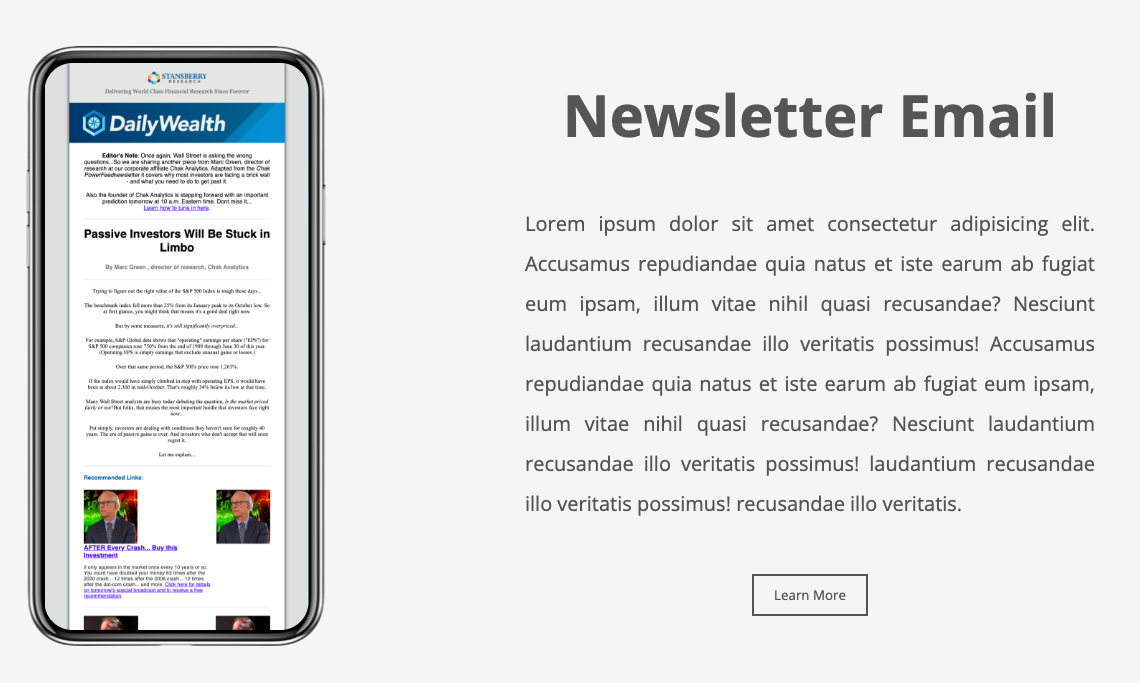 STANSBERRY
RESEARCH
Delivering World Class Financial Research Since Forever
DailyWealth
Editor's Note: Once again, Wall Street is asking the wrong
questions...So we are sharing another piece from Marc Green, director of
research at our corporate affiliate Chak Analytics. Adapted from the Chak
PowerFeednewsletter it covers why most investors are facing a brick wall
- and what you need to do to get past it.
Also the founder of Chak Analytics is stepping forward with an important
prediction tomorrow at 10 a.m. Eastern time. Dont miss it...
Learn how to tune in here.
Passive Investors Will Be Stuck in
Limbo
By Marc Green , director of research, Chak Analytics
Trying to figure out the right value of the S&P 500 Index is tough these days...
The benchmark index fell more than 25% from its January peak to its October low. So
at first glance, you might think that means it's a good deal right now.
But by some measures, it's still significantly overpriced...
For example, S&P Global data shows that "operating" earnings per share ("EPS") for
S&P 500 companies rose 750% from the end of 1988 through June 30 of this year.
(Operating EPS is simply earnings that exclude unusual gains or losses.)
Over that same period, the S&P 500's price rose 1,263%.
If the index would have simply climbed in step with operating EPS, it would have
been at about 2,360 in mid-October. That's roughly 34% below its low at that time.
Many Wall Street analysts are busy today debating the question, Is the market priced
fairly or not? But folks, that misses the most important hurdle that investors face right
now...
Put simply, investors are dealing with conditions they haven't seen for roughly 40
years. The era of passive gains is over. And investors who don't accept that will soon
regret it.
Let me explain...
Recommended Links:
AFTER Every Crash... Buy this
Investment
It only appears in the market once every 10 years or so.
You could have doubled your money 63 times after the
2020 crash... 12 times after the 2008 crash... 12 times
after the dot-com crash... and more. Click here for details
on tomorrow's special broadcast and to receive a free
recommendation.
Newsletter Email
Lorem ipsum dolor sit amet consectetur adipisicing elit.
Accusamus repudiandae quia natus et iste earum ab fugiat
eum ipsam, illum vitae nihil quasi recusandae? Nesciunt
laudantium recusandae illo veritatis possimus! Accusamus
repudiandae quia natus et iste earum ab fugiat eum ipsam,
illum vitae nihil quasi recusandae? Nesciunt laudantium
recusandae illo veritatis possimus! laudantium recusandae
illo veritatis possimus! recusandae illo veritatis.
Learn More